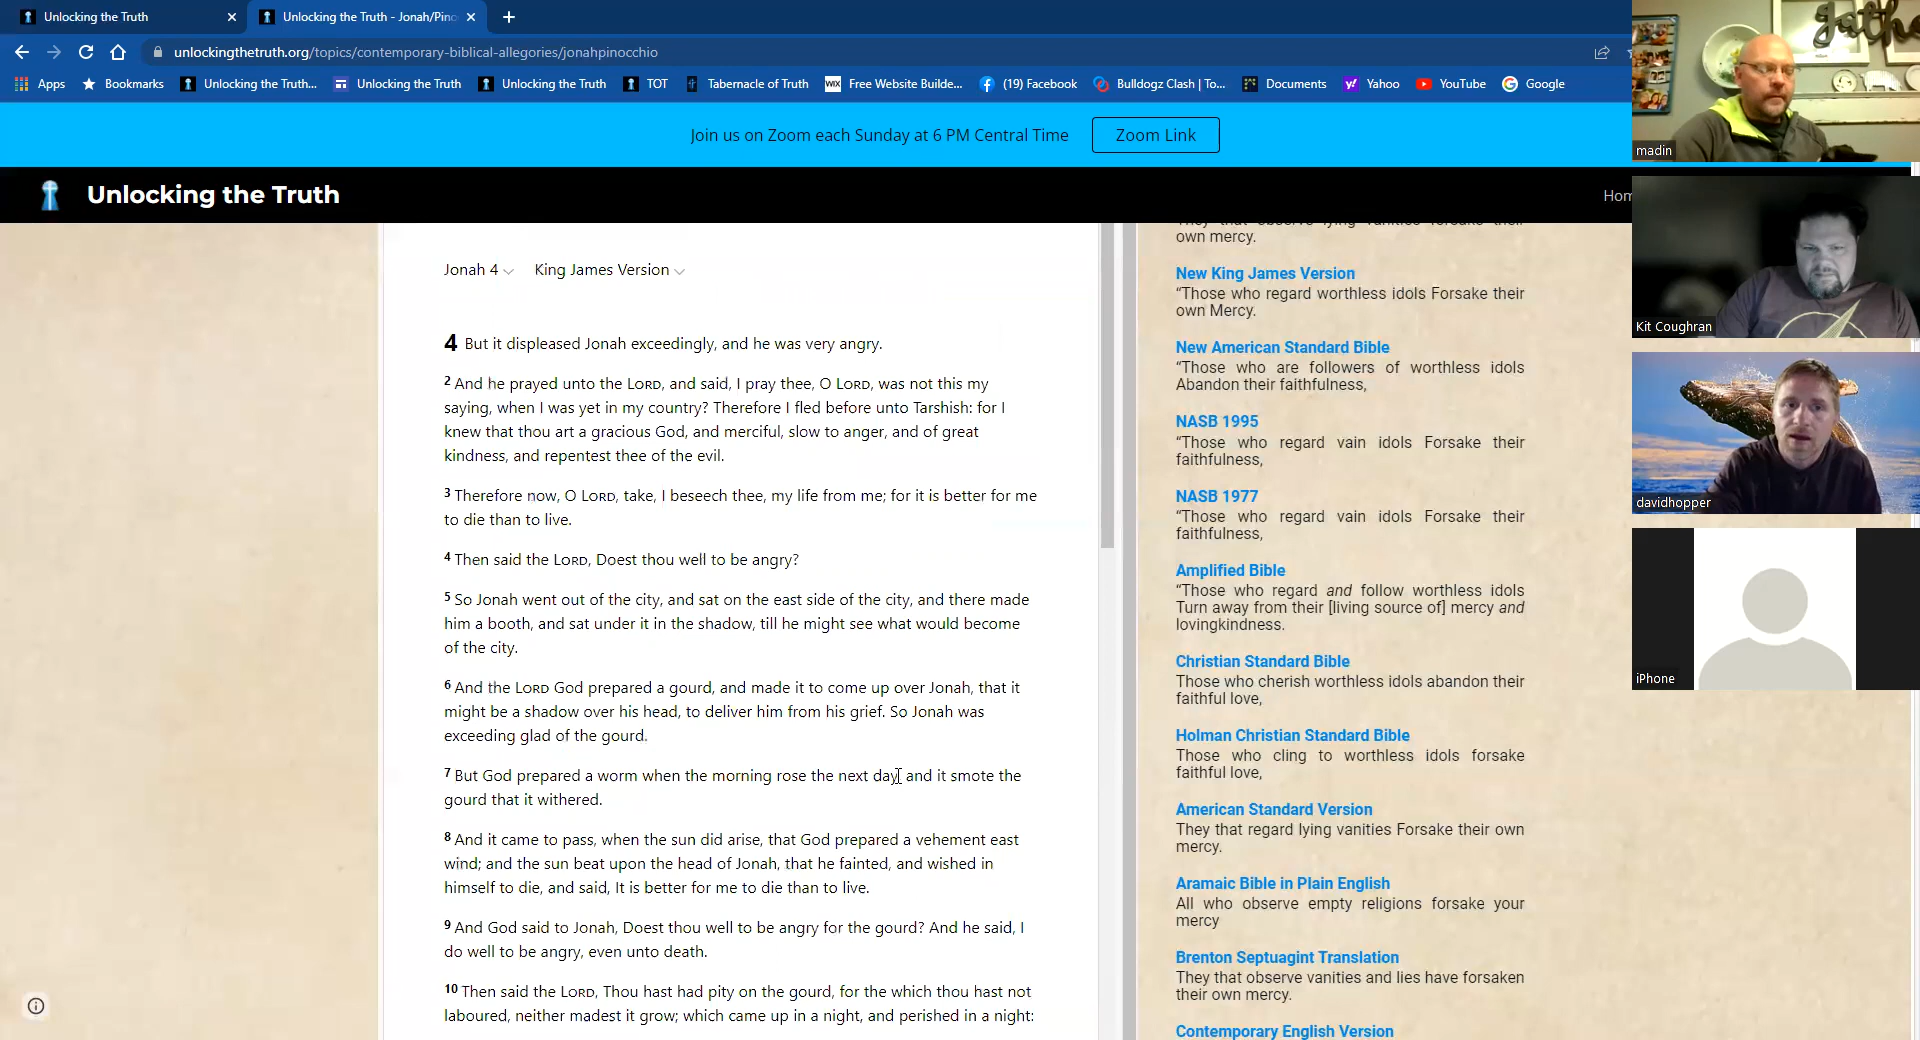 Unlocking the Truth
Unlocking the Truth - Jonah/Pino
unlockingthetruth.org/topics/contemporary-biblical-allegories/jonahpinocchio
Apps Bookmarks Unlocking the Truth... Unlocking the Truth Unlocking the Truth TOT Tabernacle of Truth WIX Free Website Builde... (19) Facebook Bulldogz Clash | To... Documents Yahoo YouTube Google
Join us on Zoom each Sunday at 6 PM Central Time Zoom Link
Unlocking the Truth
Hom
Jonah 4 King James Version
4 But it displeased Jonah exceedingly, and he was very angry.
2 And he prayed unto the LORD, and said, I pray thee, O LORD, was not this my
saying, when I was yet in my country? Therefore I fled before unto Tarshish: for I
knew that thou art a gracious God, and merciful, slow to anger, and of great
kindness, and repentest thee of the evil.
3 Therefore now, O LORD, take, I beseech thee, my life from me; for it is better for me
to die than to live.
4 Then said the LORD, Doest thou well to be angry?
5 So Jonah went out of the city, and sat on the east side of the city, and there made
him a booth, and sat under it in the shadow, till he might see what would become
of the city.
6 And the LORD God prepared a gourd, and made it to come up over Jonah, that it
might be a shadow over his head, to deliver him from his grief. So Jonah was
exceeding glad of the gourd.
7 But God prepared a worm when the morning rose the next day, and it smote the
gourd that it withered.
8 And it came to pass, when the sun did arise, that God prepared a vehement east
wind; and the sun beat upon the head of Jonah, that he fainted, and wished in
himself to die, and said, It is better for me to die than to live.
9 And God said to Jonah, Doest thou well to be angry for the gourd? And he said, I
do well to be angry, even unto death.
10 Then said the LORD, Thou hast had pity on the gourd, for the which thou hast not
laboured, neither madest it grow; which came up in a night, and perished in a night:
They that observe lying vanities forsake their
own mercy.
New King James Version
“Those who regard worthless idols Forsake their
own Mercy.
New American Standard Bible
“Those who are followers of worthless idols
Abandon their faithfulness,
NASB 1995
“Those who regard vain idols Forsake their
faithfulness,
NASB 1977
“Those who regard vain idols Forsake their
faithfulness,
Amplified Bible
“Those who regard and follow worthless idols
Turn away from their [living source of] mercy and
lovingkindness.
Christian Standard Bible
Those who cherish worthless idols abandon their
faithful love,
Holman Christian Standard Bible
Those who cling to worthless idols forsake
faithful love,
American Standard Version
They that regard lying vanities Forsake their own
mercy.
Aramaic Bible in Plain English
All who observe empty religions forsake your
mercy
Brenton Septuagint Translation
They that observe vanities and lies have forsaken
their own mercy.
Contemporary English Version
gathe
madin
Kit Coughran
davidhopper
iPhone